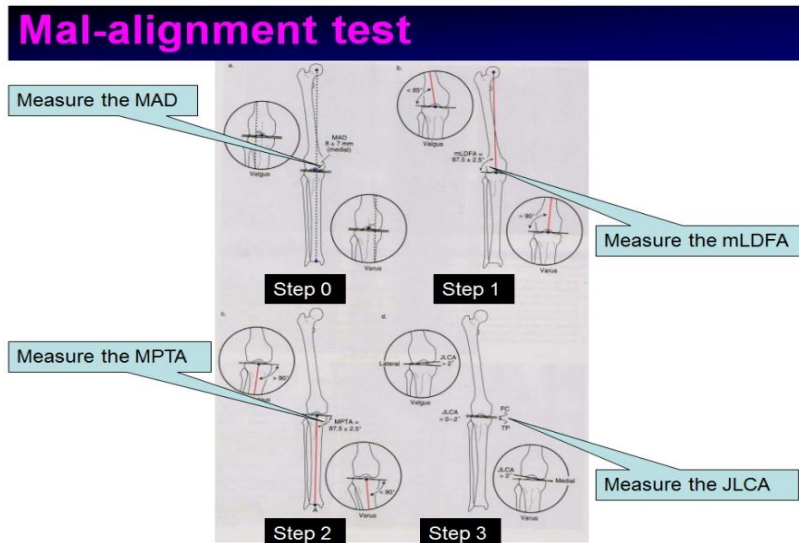 Mal-alignment test
Measure the MAD
a.
MAD
8 ± 7 mm
(medial)
Valgus
Varus
Step 0
b.
< 85°
Valgus
mLDFA =
87.5 ± 2.5°
> 90°
Varus
Step 1
Measure the mLDFA
Measure the MPTA
c.
> 90°
MPTA =
87.5 ± 2.5°
< 90°
A
Varus
Step 2
d.
Lateral
JLCA
> 2°
Valgus
JLCA
= 0–2°
FC
TP
JLCA
> 2°
Medial
Varus
Step 3
Measure the JLCA